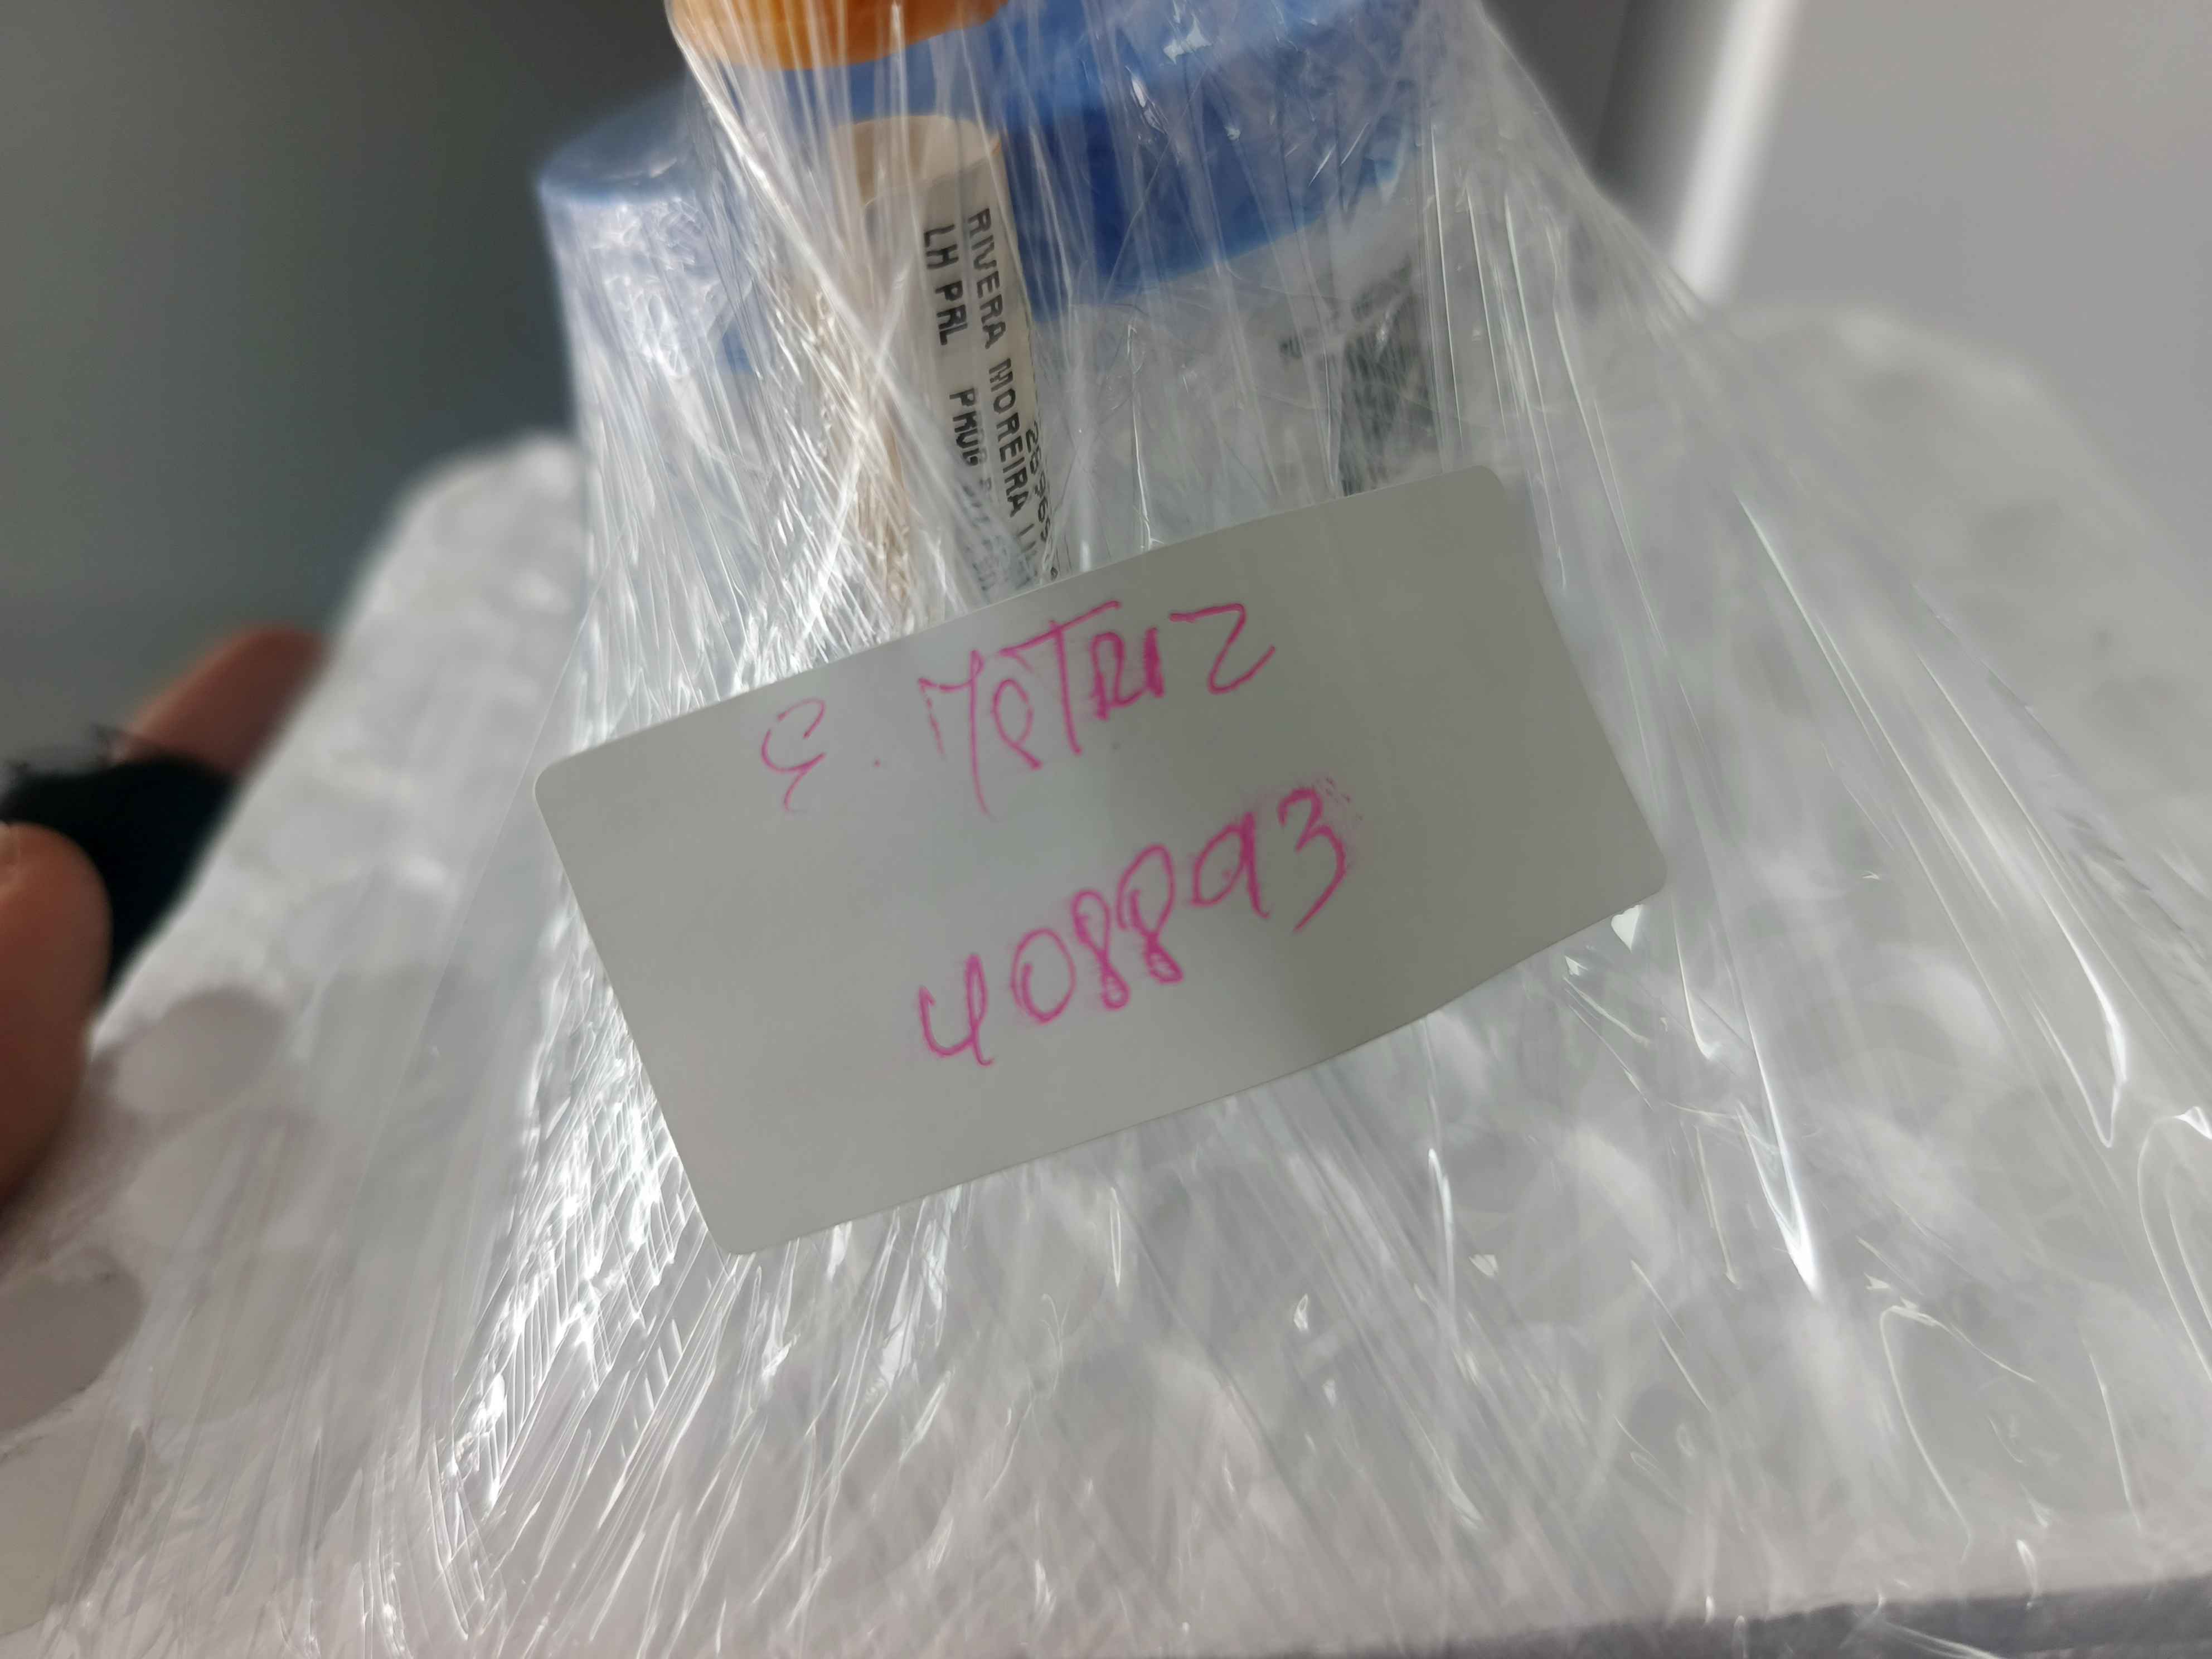 RIVERA MOREIRA
LH PRL
E. MATRIZ
408893